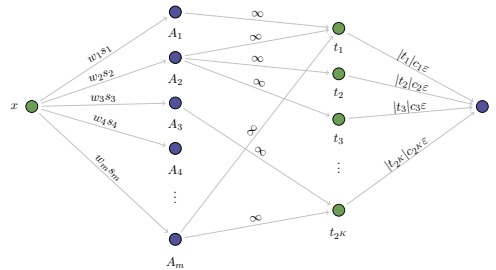 x
w₁s₁
w₂s₂
w₃s₃
w₄s₄
wₘsₘ
A₁
A₂
A₃
A₄
⋮
Aₘ
∞
∞
∞
∞
∞
∞
∞
t₁
t₂
t₃
⋮
t₂ᴷ
|t₁|c₁ε
|t₂|c₂ε
|t₃|c₃ε
|t₂ᴷ|c₂ᴷε